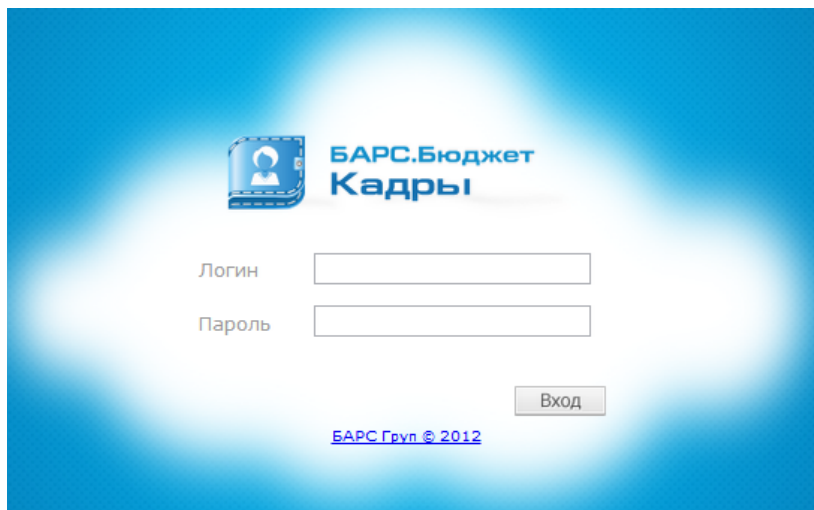 БАРС.Бюджет
Кадры
Логин
Пароль
Вход
БАРС Груп © 2012